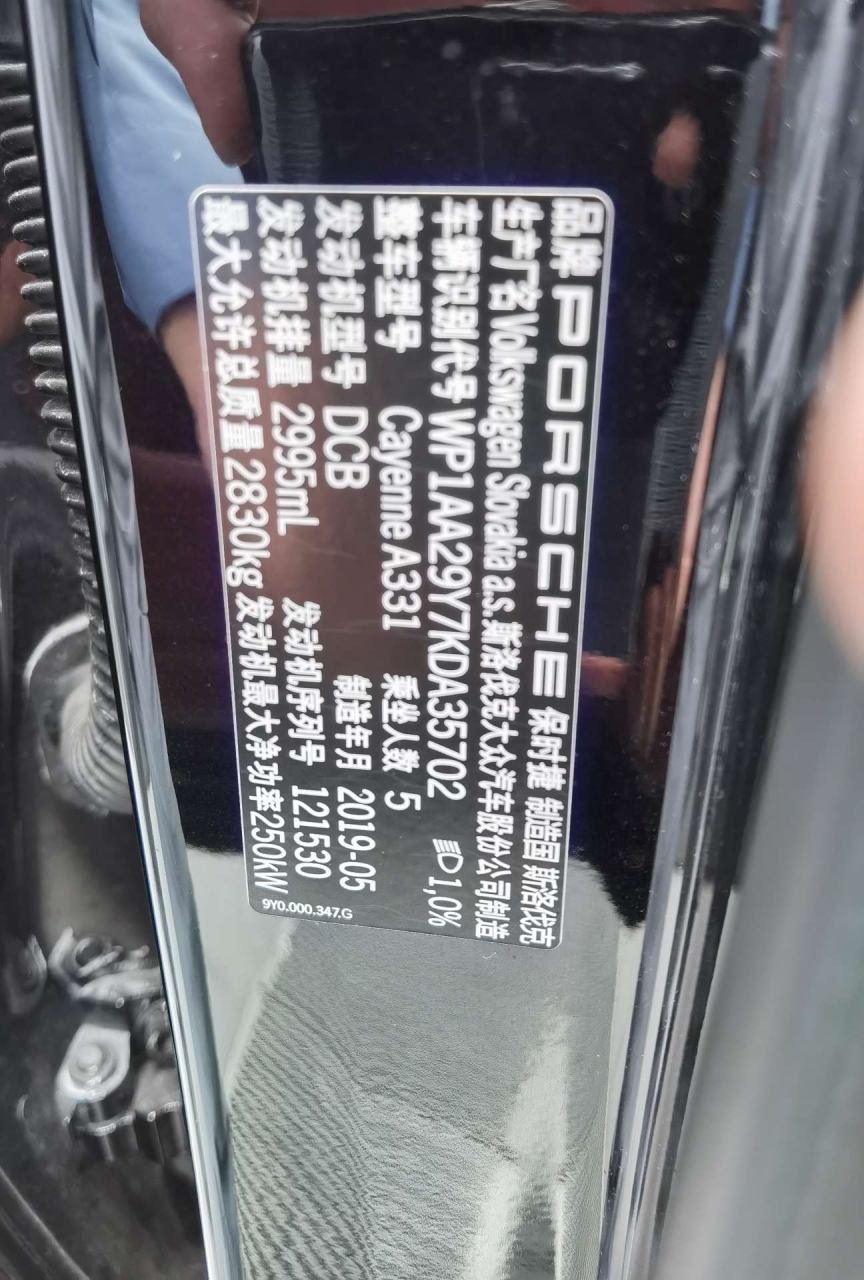 品牌 PORSCHE 保时捷 制造国 斯洛伐克
生产厂名 Volkswagen Slovakia a.s. 斯洛伐克大众汽车股份公司制造
车辆识别代号 WP1AA29Y7KDA35702 1,0%
整车型号 Cayenne A331 乘坐人数 5
发动机型号 DCB 制造年月 2019-05
发动机排量 2995mL 发动机序列号 121530
最大允许总质量 2830kg 发动机最大净功率250kW
9Y0.000.347.G